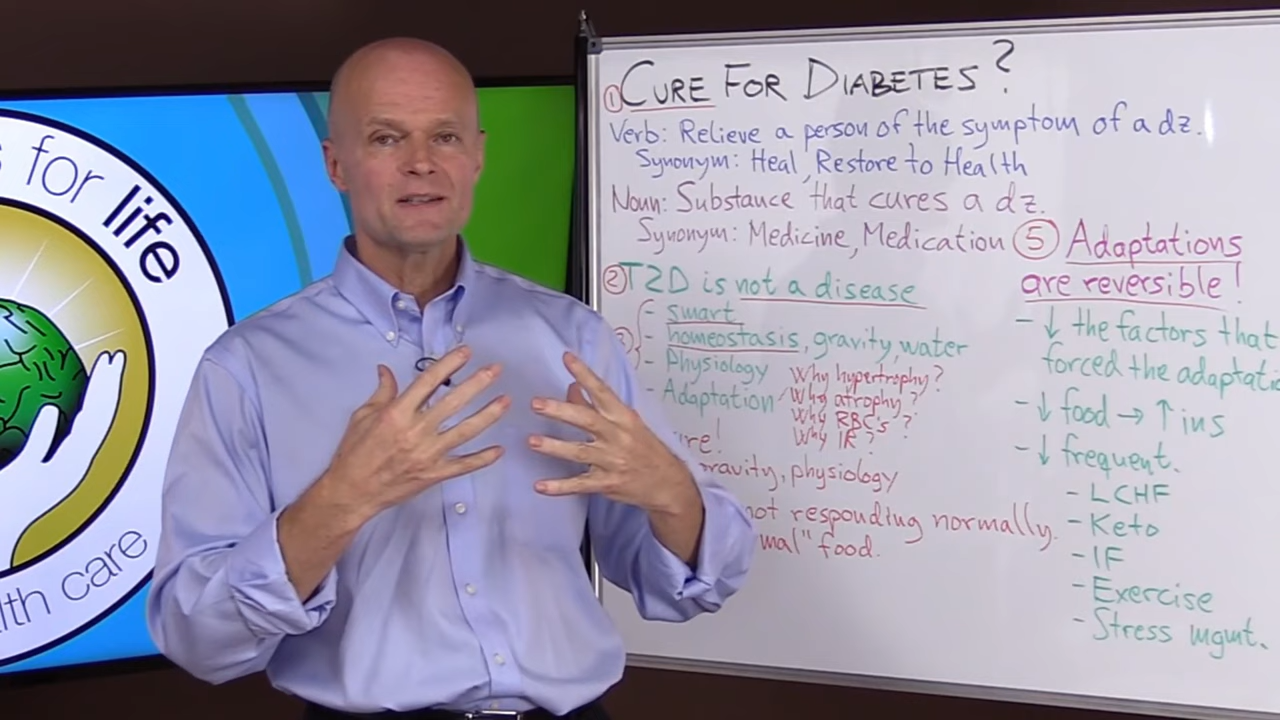 s for life
lth care
① CURE FOR DIABETES?
Verb: Relieve a person of the symptom of a dz.
Synonym: Heal, Restore to Health
Noun: Substance that cures a dz.
Synonym: Medicine, Medication
② T2D is not a disease
- smart
- homeostasis, gravity, water
- Physiology
- Adaptation
Why hypertrophy?
Why atrophy?
Why RBC's?
Why IR?
ure!
ravity, physiology
not responding normally.
mal" food.
⑤ Adaptations
are reversible!
- ↓ the factors that
forced the adaptatio
- ↓ food → ↑ ins
- ↓ frequent.
- LCHF
- Keto
- IF
- Exercise
- Stress mgmt.